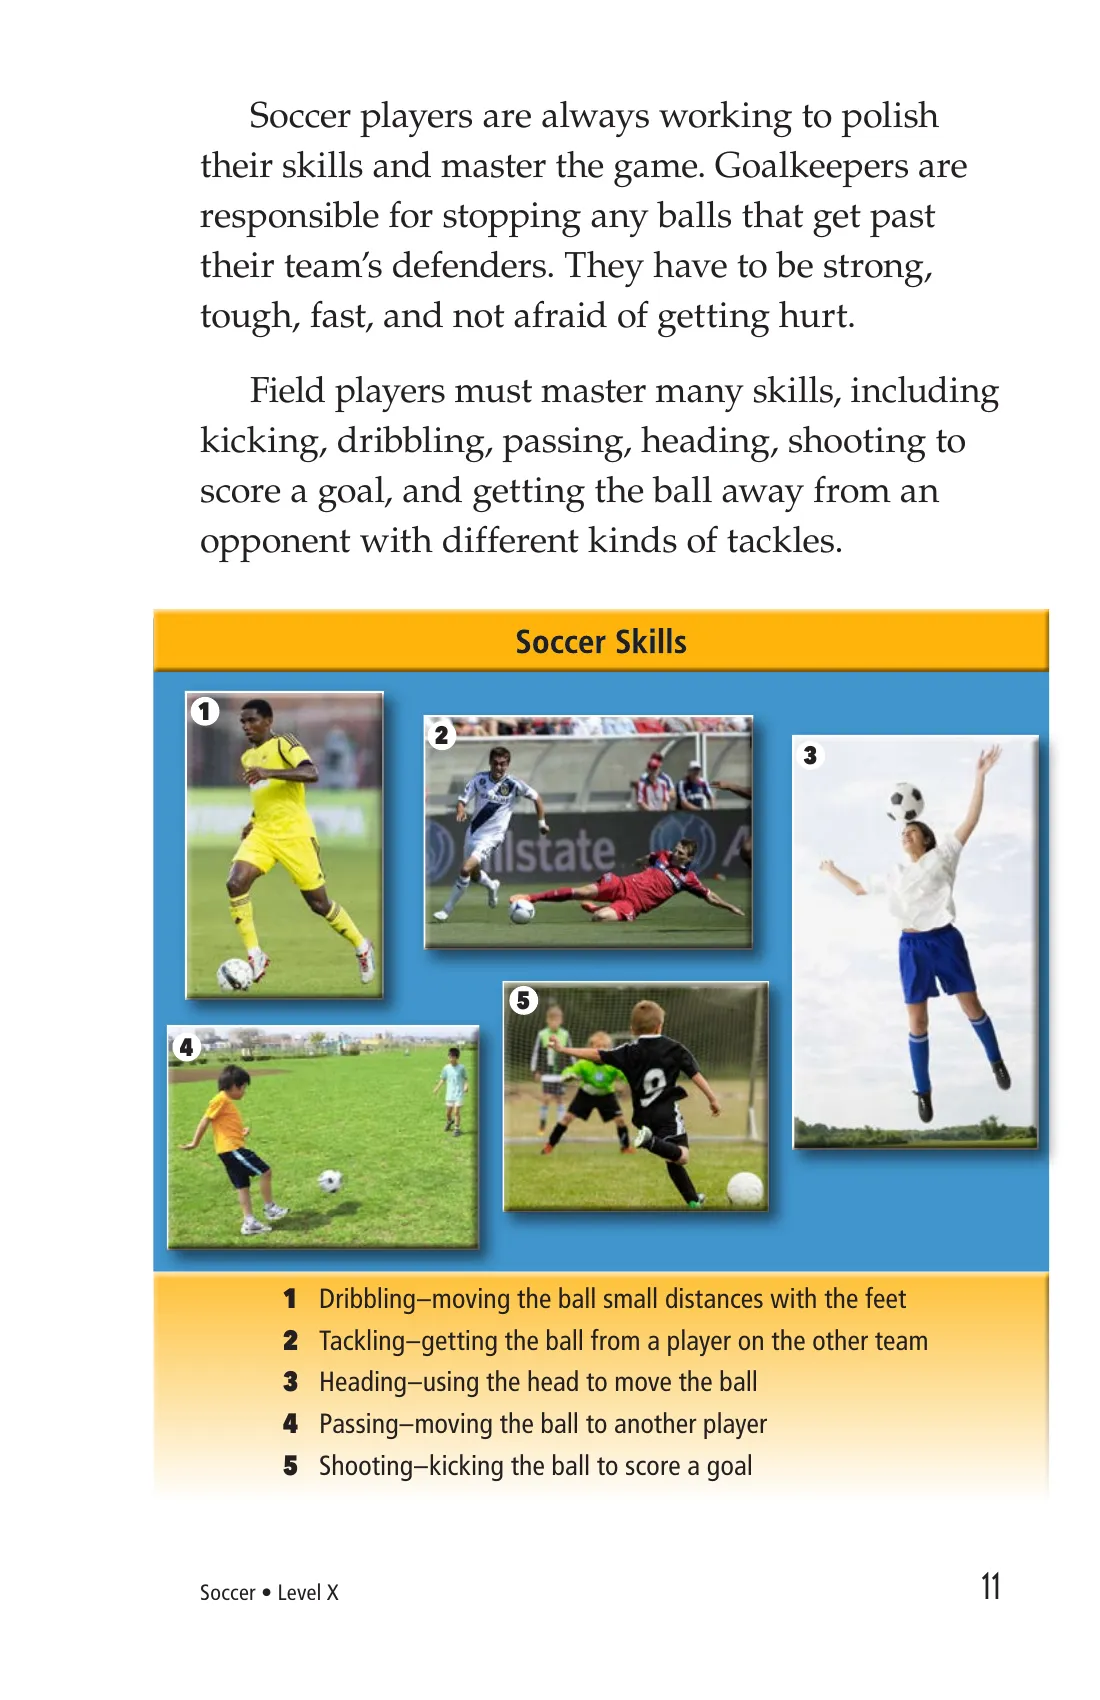 Soccer players are always working to polish
their skills and master the game. Goalkeepers are
responsible for stopping any balls that get past
their team’s defenders. They have to be strong,
tough, fast, and not afraid of getting hurt.
Field players must master many skills, including
kicking, dribbling, passing, heading, shooting to
score a goal, and getting the ball away from an
opponent with different kinds of tackles.
Soccer Skills
1
2
3
Allstate
A
5
9
4
1 Dribbling–moving the ball small distances with the feet
2 Tackling–getting the ball from a player on the other team
3 Heading–using the head to move the ball
4 Passing–moving the ball to another player
5 Shooting–kicking the ball to score a goal
Soccer • Level X
11